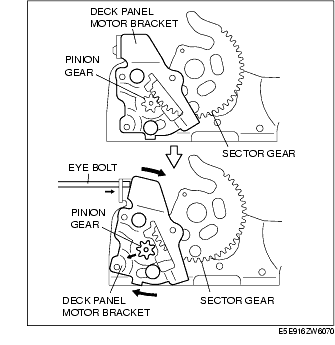 DECK PANEL
MOTOR BRACKET
PINION
GEAR
SECTOR GEAR
EYE BOLT
PINION
GEAR
DECK PANEL
MOTOR BRACKET
SECTOR GEAR
E5E916ZW6070